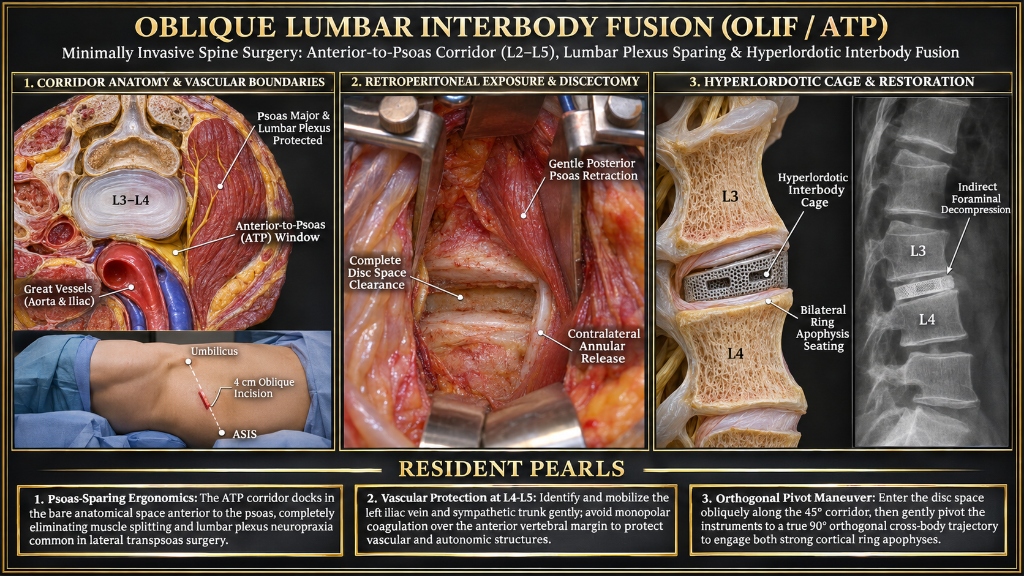 OBLIQUE LUMBAR INTERBODY FUSION (OLIF / ATP)
Minimally Invasive Spine Surgery: Anterior-to-Psoas Corridor (L2–L5), Lumbar Plexus Sparing & Hyperlordotic Interbody Fusion
1. CORRIDOR ANATOMY & VASCULAR BOUNDARIES
Psoas Major &
Lumbar Plexus
Protected
L3–L4
Anterior-to-Psoas
(ATP) Window
Great Vessels
(Aorta & Iliac)
Umbilicus
4 cm Oblique
Incision
ASIS
2. RETROPERITONEAL EXPOSURE & DISCECTOMY
Gentle Posterior
Psoas Retraction
Complete
Disc Space
Clearance
Contralateral
Annular
Release
3. HYPERLORDOTIC CAGE & RESTORATION
L3
Hyperlordotic
Interbody
Cage
Bilateral
Ring
Apophysis
Seating
L4
Indirect
Foraminal
Decompression
L3
L4
RESIDENT PEARLS
1. Psoas-Sparing Ergonomics: The ATP corridor docks in
the bare anatomical space anterior to the psoas, completely
eliminating muscle splitting and lumbar plexus neuropraxia
common in lateral transpsoas surgery.
2. Vascular Protection at L4-L5: Identify and mobilize the
left iliac vein and sympathetic trunk gently; avoid monopolar
coagulation over the anterior vertebral margin to protect
vascular and autonomic structures.
3. Orthogonal Pivot Maneuver: Enter the disc space
obliquely along the 45° corridor, then gently pivot the
instruments to a true 90° orthogonal cross-body trajectory
to engage both strong cortical ring apophyses.